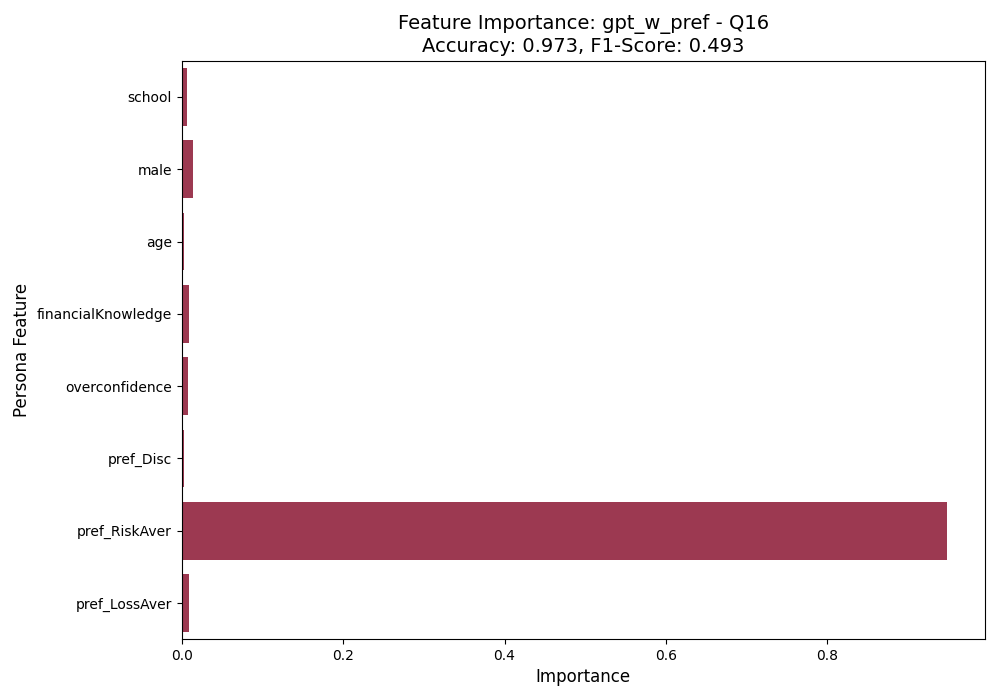 Feature Importance: gpt_w_pref - Q16
Accuracy: 0.973, F1-Score: 0.493
Persona Feature
school
male
age
financialKnowledge
overconfidence
pref_Disc
pref_RiskAver
pref_LossAver
0.0 0.2 0.4 0.6 0.8
Importance